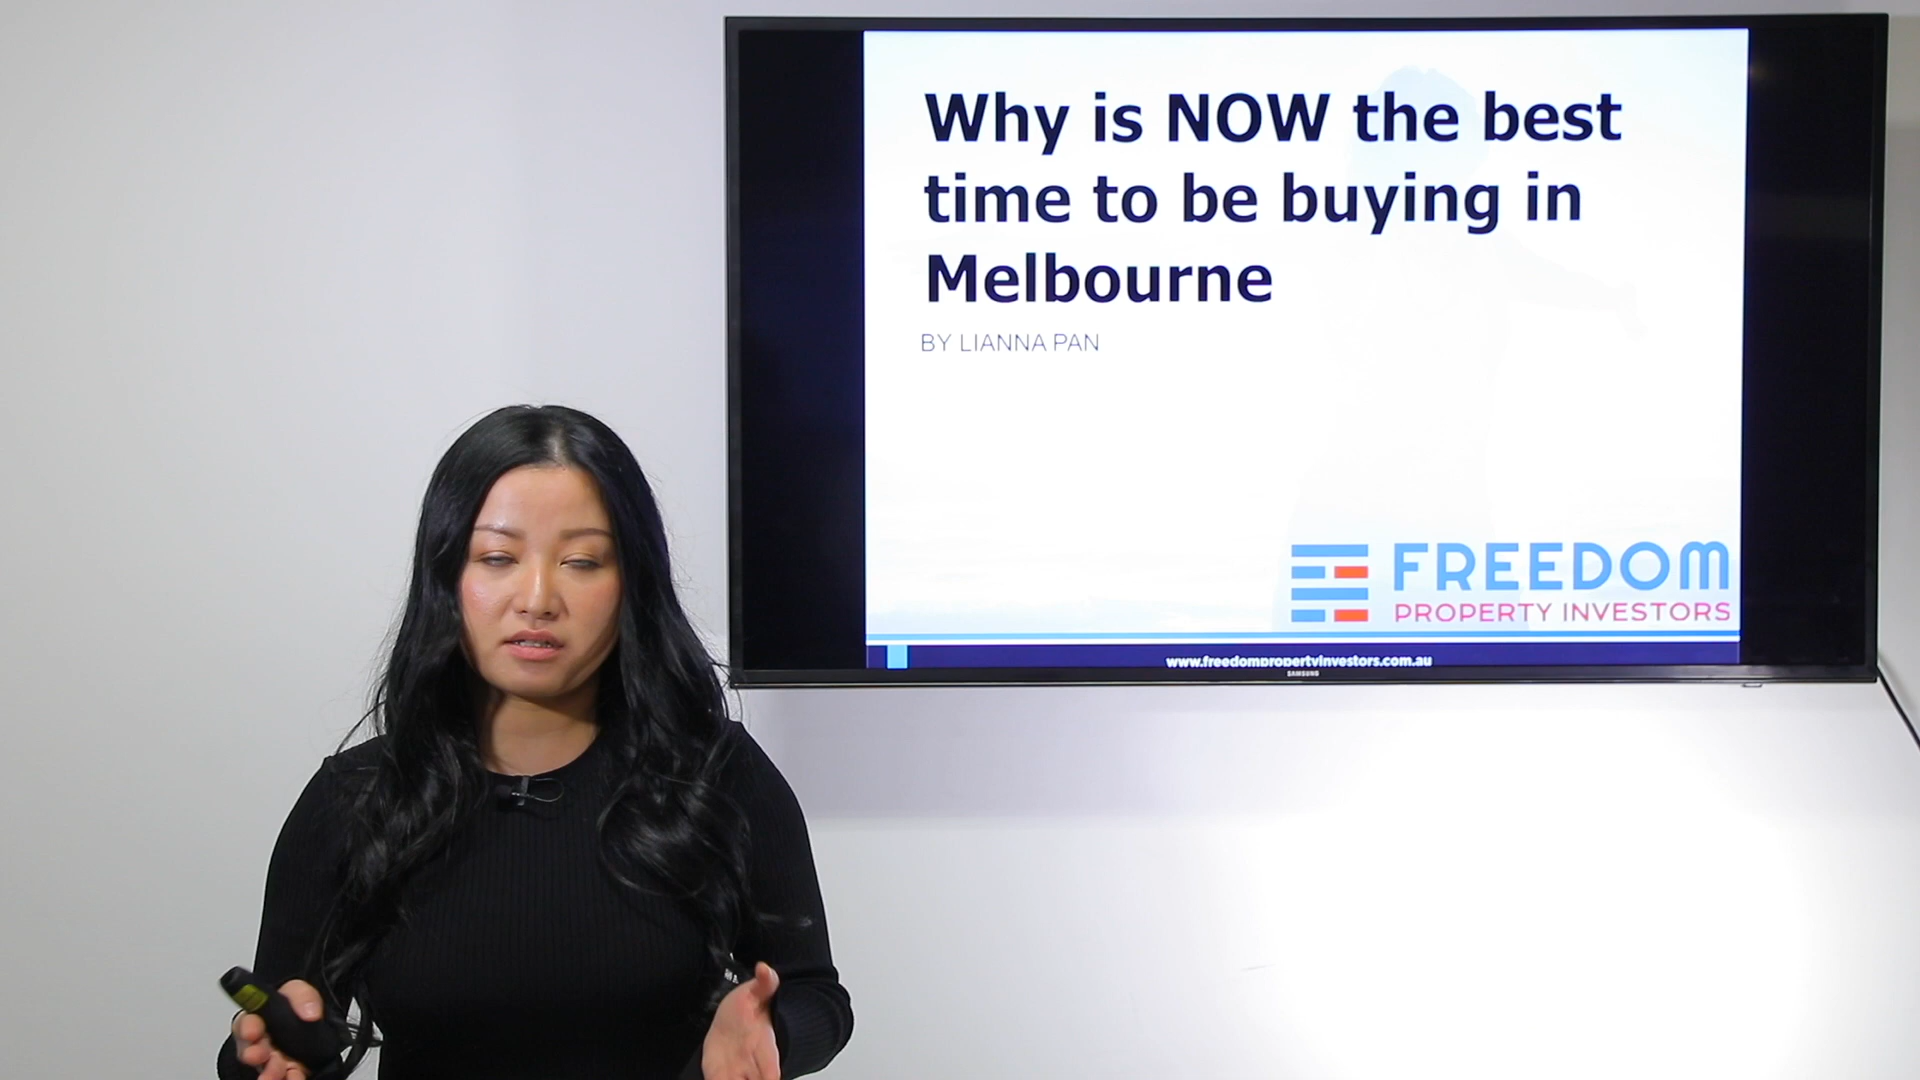 Why is NOW the best
time to be buying in
Melbourne
BY LIANNA PAN
FREEDOM
PROPERTY INVESTORS
www.freedompropertyinvestors.com.au
SAMSUNG